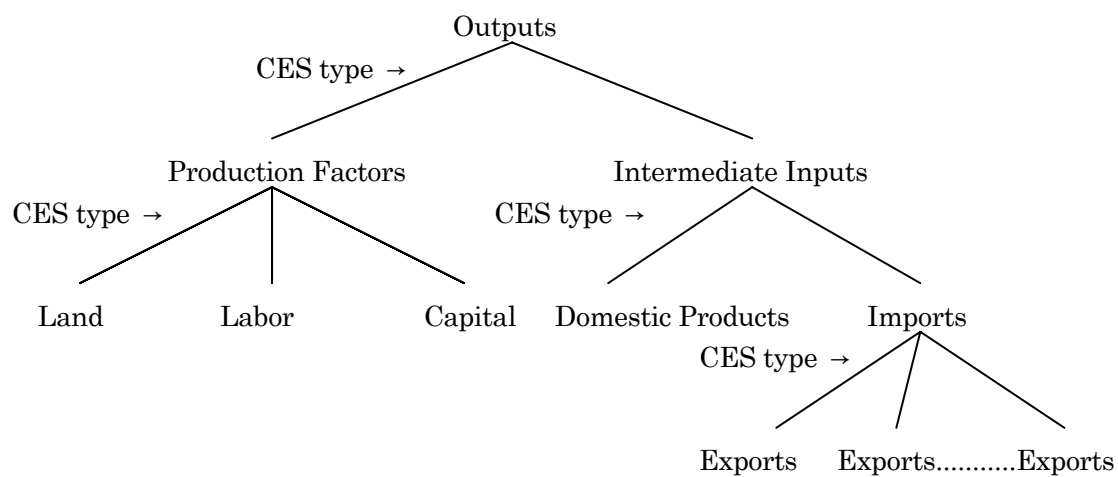 Outputs
CES type →
Production Factors Intermediate Inputs
CES type → CES type →
Land Labor Capital Domestic Products Imports
CES type →
Exports Exports...........Exports